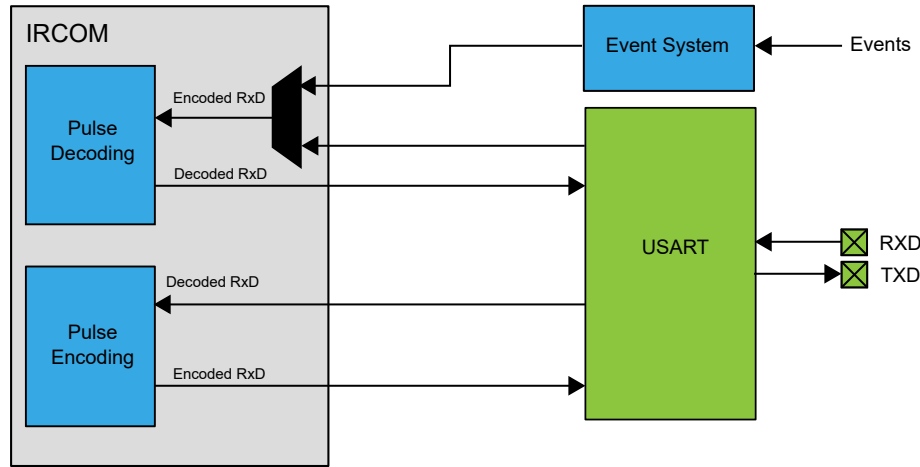 IRCOM
Event System
Events
Encoded RxD
Pulse
Decoding
Decoded RxD
USART
RXD
TXD
Decoded RxD
Pulse
Encoding
Encoded RxD